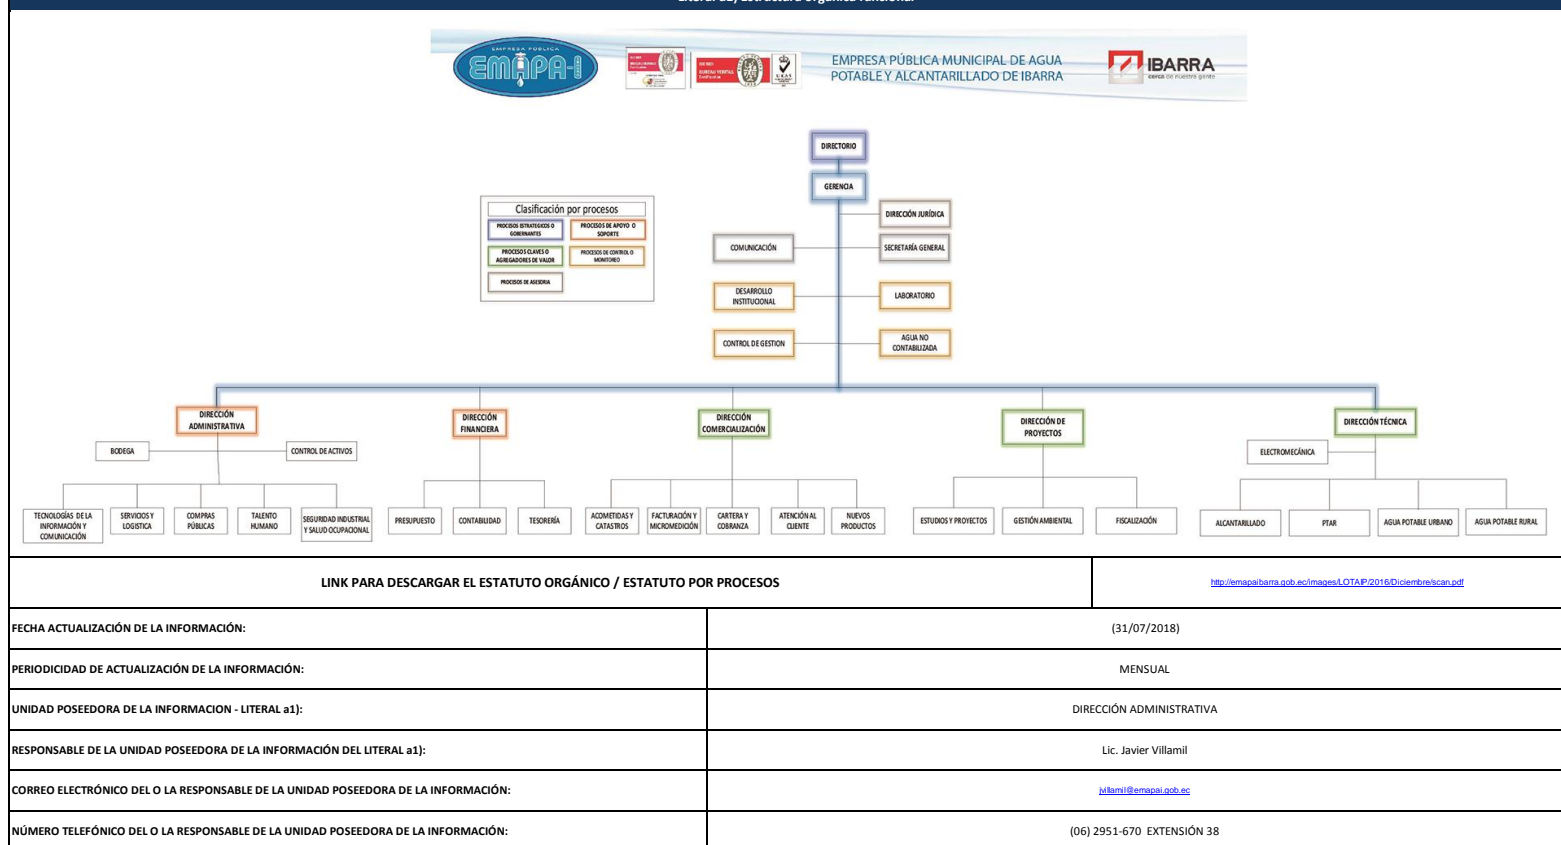 EMPRESA PÚBLICA
EMAPA-I
EMPRESA PÚBLICA MUNICIPAL DE AGUA
POTABLE Y ALCANTARILLADO DE IBARRA
IBARRA
cerca de nuestra gente
DIRECTORIO
GERENCIA
Clasificación por procesos
PROCESOS ESTRATEGICOS O
GOBERNANTES
PROCESOS DE APOYO O
SOPORTE
PROCESOS CLAVES O
AGREGADORES DE VALOR
PROCESOS DE CONTROL O
MONITOREO
PROCESOS DE ASESORIA
DIRECCIÓN JURÍDICA
COMUNICACIÓN
SECRETARÍA GENERAL
DESARROLLO
INSTITUCIONAL
LABORATORIO
CONTROL DE GESTION
AGUA NO
CONTABILIZADA
DIRECCIÓN
ADMINISTRATIVA
DIRECCIÓN
FINANCIERA
DIRECCIÓN
COMERCIALIZACIÓN
DIRECCIÓN DE
PROYECTOS
DIRECCIÓN TÉCNICA
BODEGA
CONTROL DE ACTIVOS
ELECTROMECÁNICA
TECNOLOGÍAS DE LA
INFORMACIÓN Y
COMUNICACIÓN
SERVICIOS Y
LOGISTICA
COMPRAS
PÚBLICAS
TALENTO
HUMANO
SEGURIDAD INDUSTRIAL
Y SALUD OCUPACIONAL
PRESUPUESTO
CONTABILIDAD
TESORERÍA
ACOMETIDAS Y
CATASTROS
FACTURACIÓN Y
MICROMEDICIÓN
CARTERA Y
COBRANZA
ATENCIÓN AL
CLIENTE
NUEVOS
PRODUCTOS
ESTUDIOS Y PROYECTOS
GESTIÓN AMBIENTAL
FISCALIZACIÓN
ALCANTARILLADO
PTAR
AGUA POTABLE URBANO
AGUA POTABLE RURAL
LINK PARA DESCARGAR EL ESTATUTO ORGÁNICO / ESTATUTO POR PROCESOS
http://emapaibarra.gob.ec/images/LOTAIP/2016/Diciembre/scan.pdf
FECHA ACTUALIZACIÓN DE LA INFORMACIÓN:
(31/07/2018)
PERIODICIDAD DE ACTUALIZACIÓN DE LA INFORMACIÓN:
MENSUAL
UNIDAD POSEEDORA DE LA INFORMACION - LITERAL a1):
DIRECCIÓN ADMINISTRATIVA
RESPONSABLE DE LA UNIDAD POSEEDORA DE LA INFORMACIÓN DEL LITERAL a1):
Lic. Javier Villamil
CORREO ELECTRÓNICO DEL O LA RESPONSABLE DE LA UNIDAD POSEEDORA DE LA INFORMACIÓN:
jvillamil@emapai.gob.ec
NÚMERO TELEFÓNICO DEL O LA RESPONSABLE DE LA UNIDAD POSEEDORA DE LA INFORMACIÓN:
(06) 2951-670 EXTENSIÓN 38